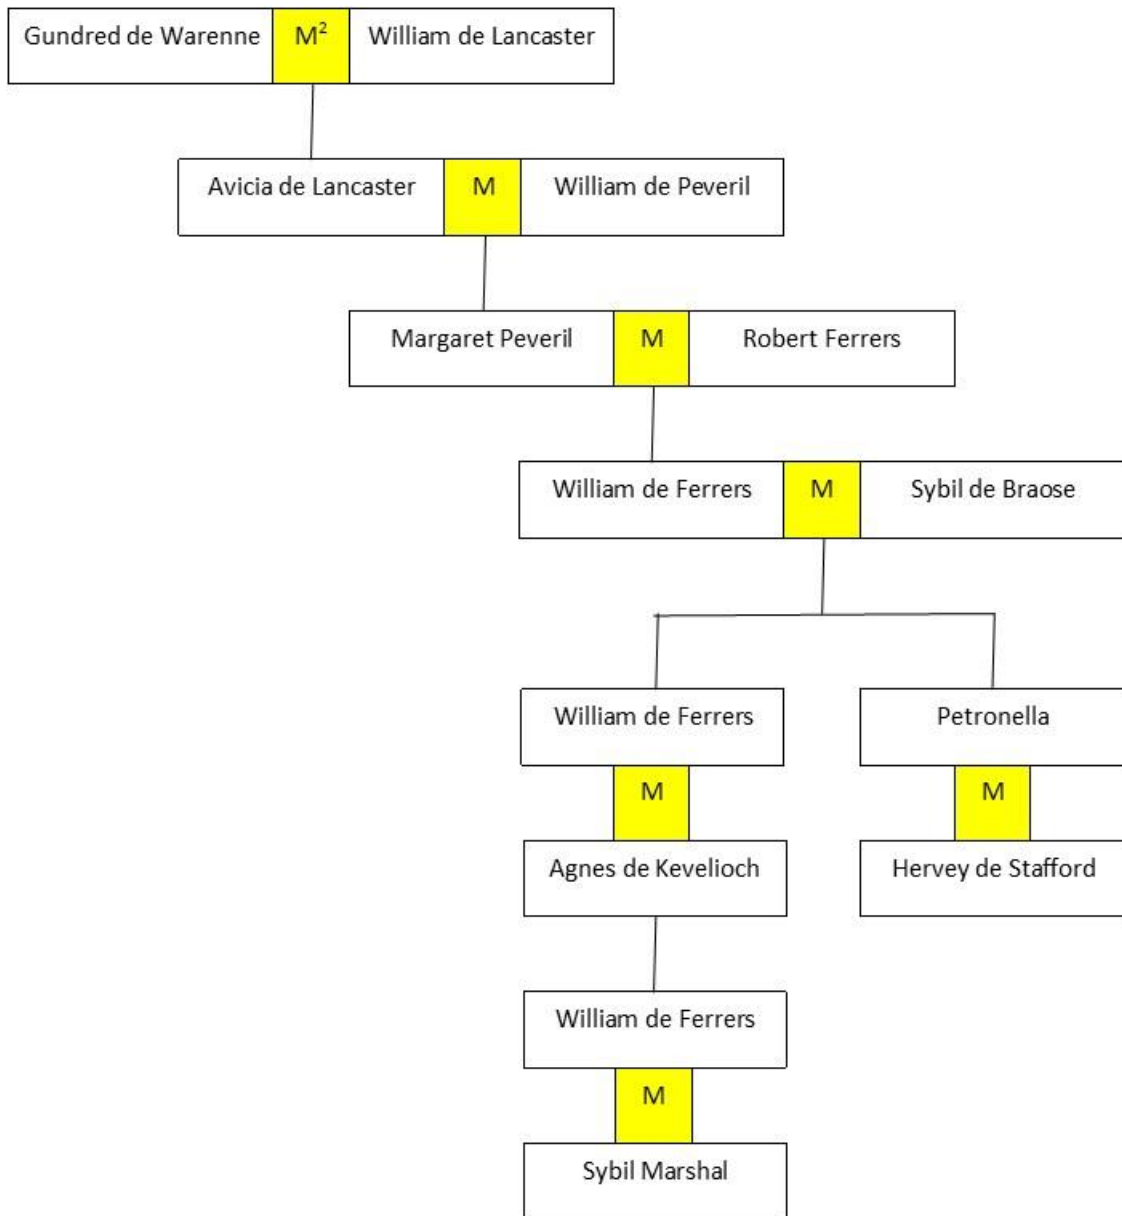 Gundred de Warenne M² William de Lancaster
Avicia de Lancaster M William de Peveril
Margaret Peveril M Robert Ferrers
William de Ferrers M Sybil de Braose
William de Ferrers Petronella
M M
Agnes de Kevelioch Hervey de Stafford
William de Ferrers
M
Sybil Marshal